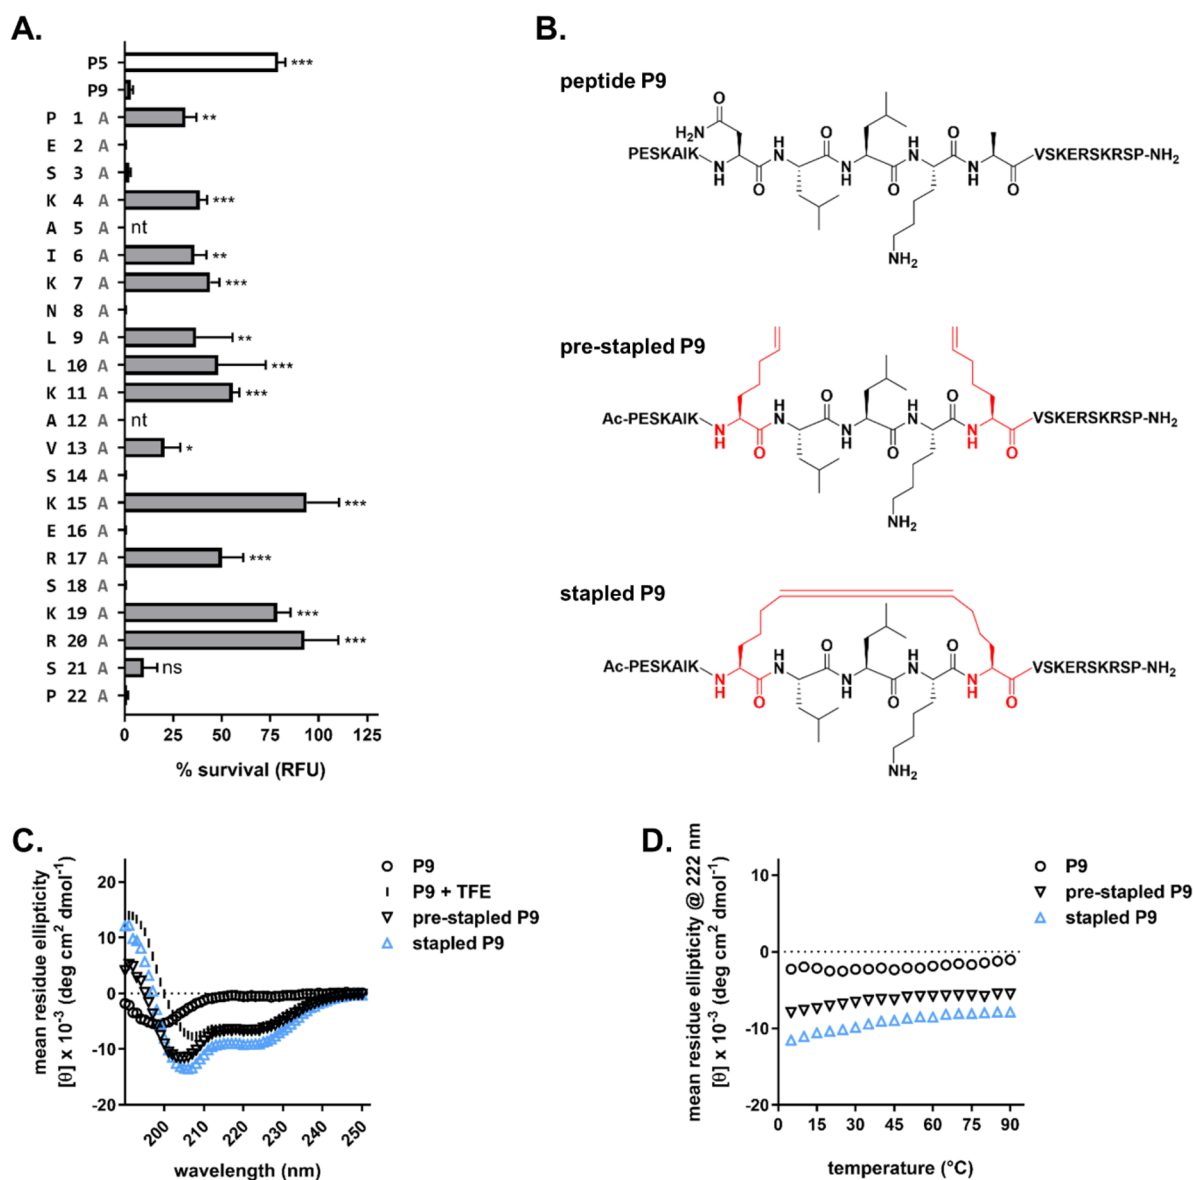 A.
P5 ***
P9
P 1 A **
E 2 A
S 3 A
K 4 A ***
A 5 A nt
I 6 A **
K 7 A ***
N 8 A
L 9 A **
L 10 A ***
K 11 A ***
A 12 A nt
V 13 A *
S 14 A
K 15 A ***
E 16 A
R 17 A ***
S 18 A
K 19 A ***
R 20 A ***
S 21 A ns
P 22 A
0 25 50 75 100 125
% survival (RFU)
B.
peptide P9
O
H₂N
O H O H
PESKAIK N N N VSKERSKRSP-NH₂
N N
H O H O H O
NH₂
pre-stapled P9
H O H O
Ac-PESKAIK N N VSKERSKRSP-NH₂
N N N
H O H O H O
NH₂
stapled P9
H O H O
Ac-PESKAIK N N VSKERSKRSP-NH₂
N N N
H O H O H O
NH₂
C.
mean residue ellipticity
[θ] x 10⁻³ (deg cm² dmol⁻¹)
20
10
0
-10
-20
200 210 220 230 240 250
wavelength (nm)
P9
P9 + TFE
pre-stapled P9
stapled P9
D.
mean residue ellipticity @ 222 nm
[θ] x 10⁻³ (deg cm² dmol⁻¹)
10
0
-10
-20
0 15 30 45 60 75 90
temperature (°C)
P9
pre-stapled P9
stapled P9